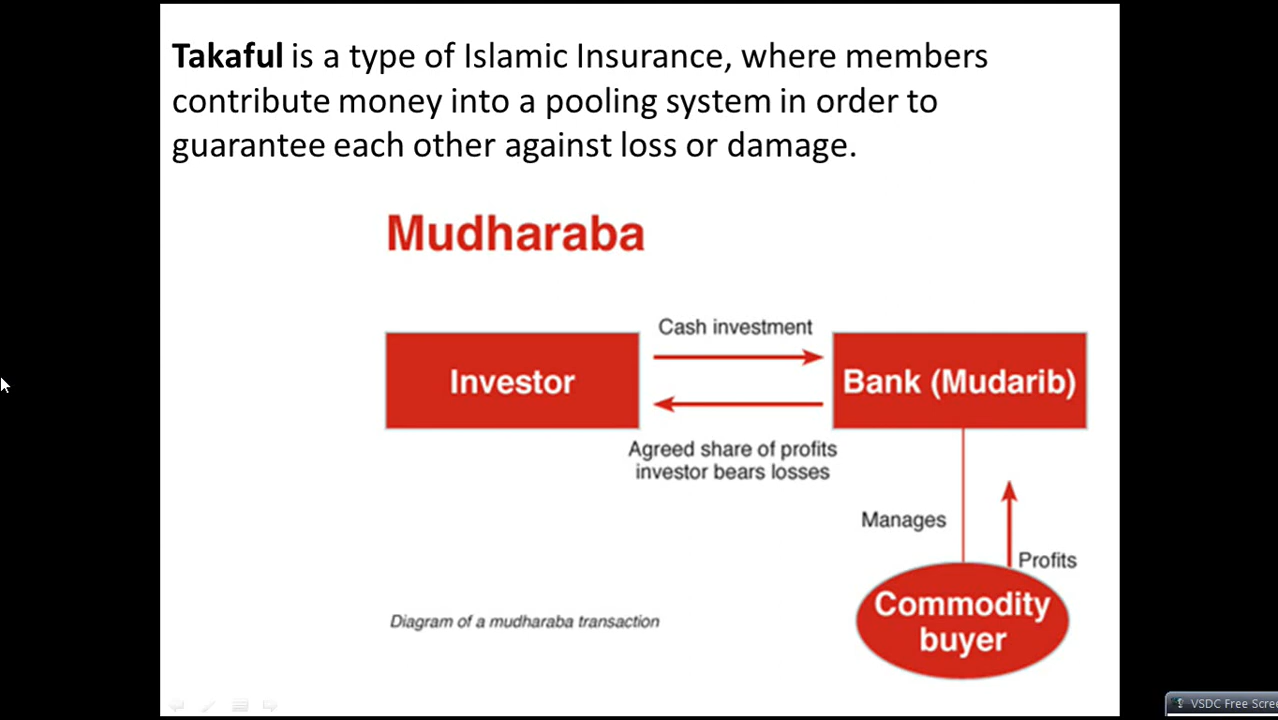 Takaful is a type of Islamic Insurance, where members
contribute money into a pooling system in order to
guarantee each other against loss or damage.
Mudharaba
Cash investment
Investor
Bank (Mudarib)
Agreed share of profits
investor bears losses
Manages
Profits
Commodity
buyer
Diagram of a mudharaba transaction
VSDC Free Scre